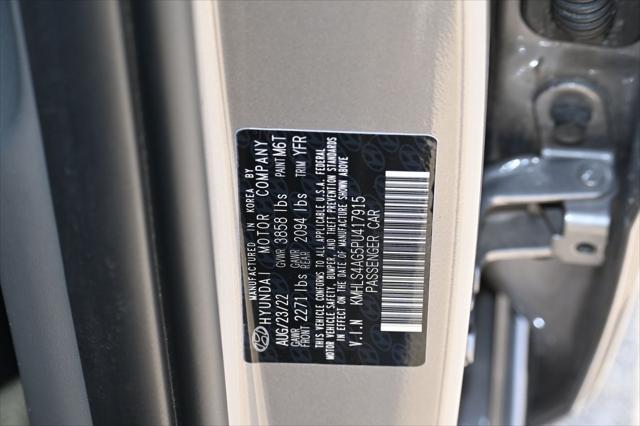 MANUFACTURED IN KOREA BY
HYUNDAI MOTOR COMPANY
AUG/23/22 GVWR 3858 lbs PAINT M6T
GAWR FRONT 2271 lbs GAWR REAR 2094 lbs TRIM YFR
THIS VEHICLE CONFORMS TO ALL APPLICABLE U.S.A. FEDERAL
MOTOR VEHICLE SAFETY, BUMPER, AND THEFT PREVENTION STANDARDS
IN EFFECT ON THE DATE OF MANUFACTURE SHOWN ABOVE
V.I.N KMHLS4AG5PU417915
PASSENGER CAR